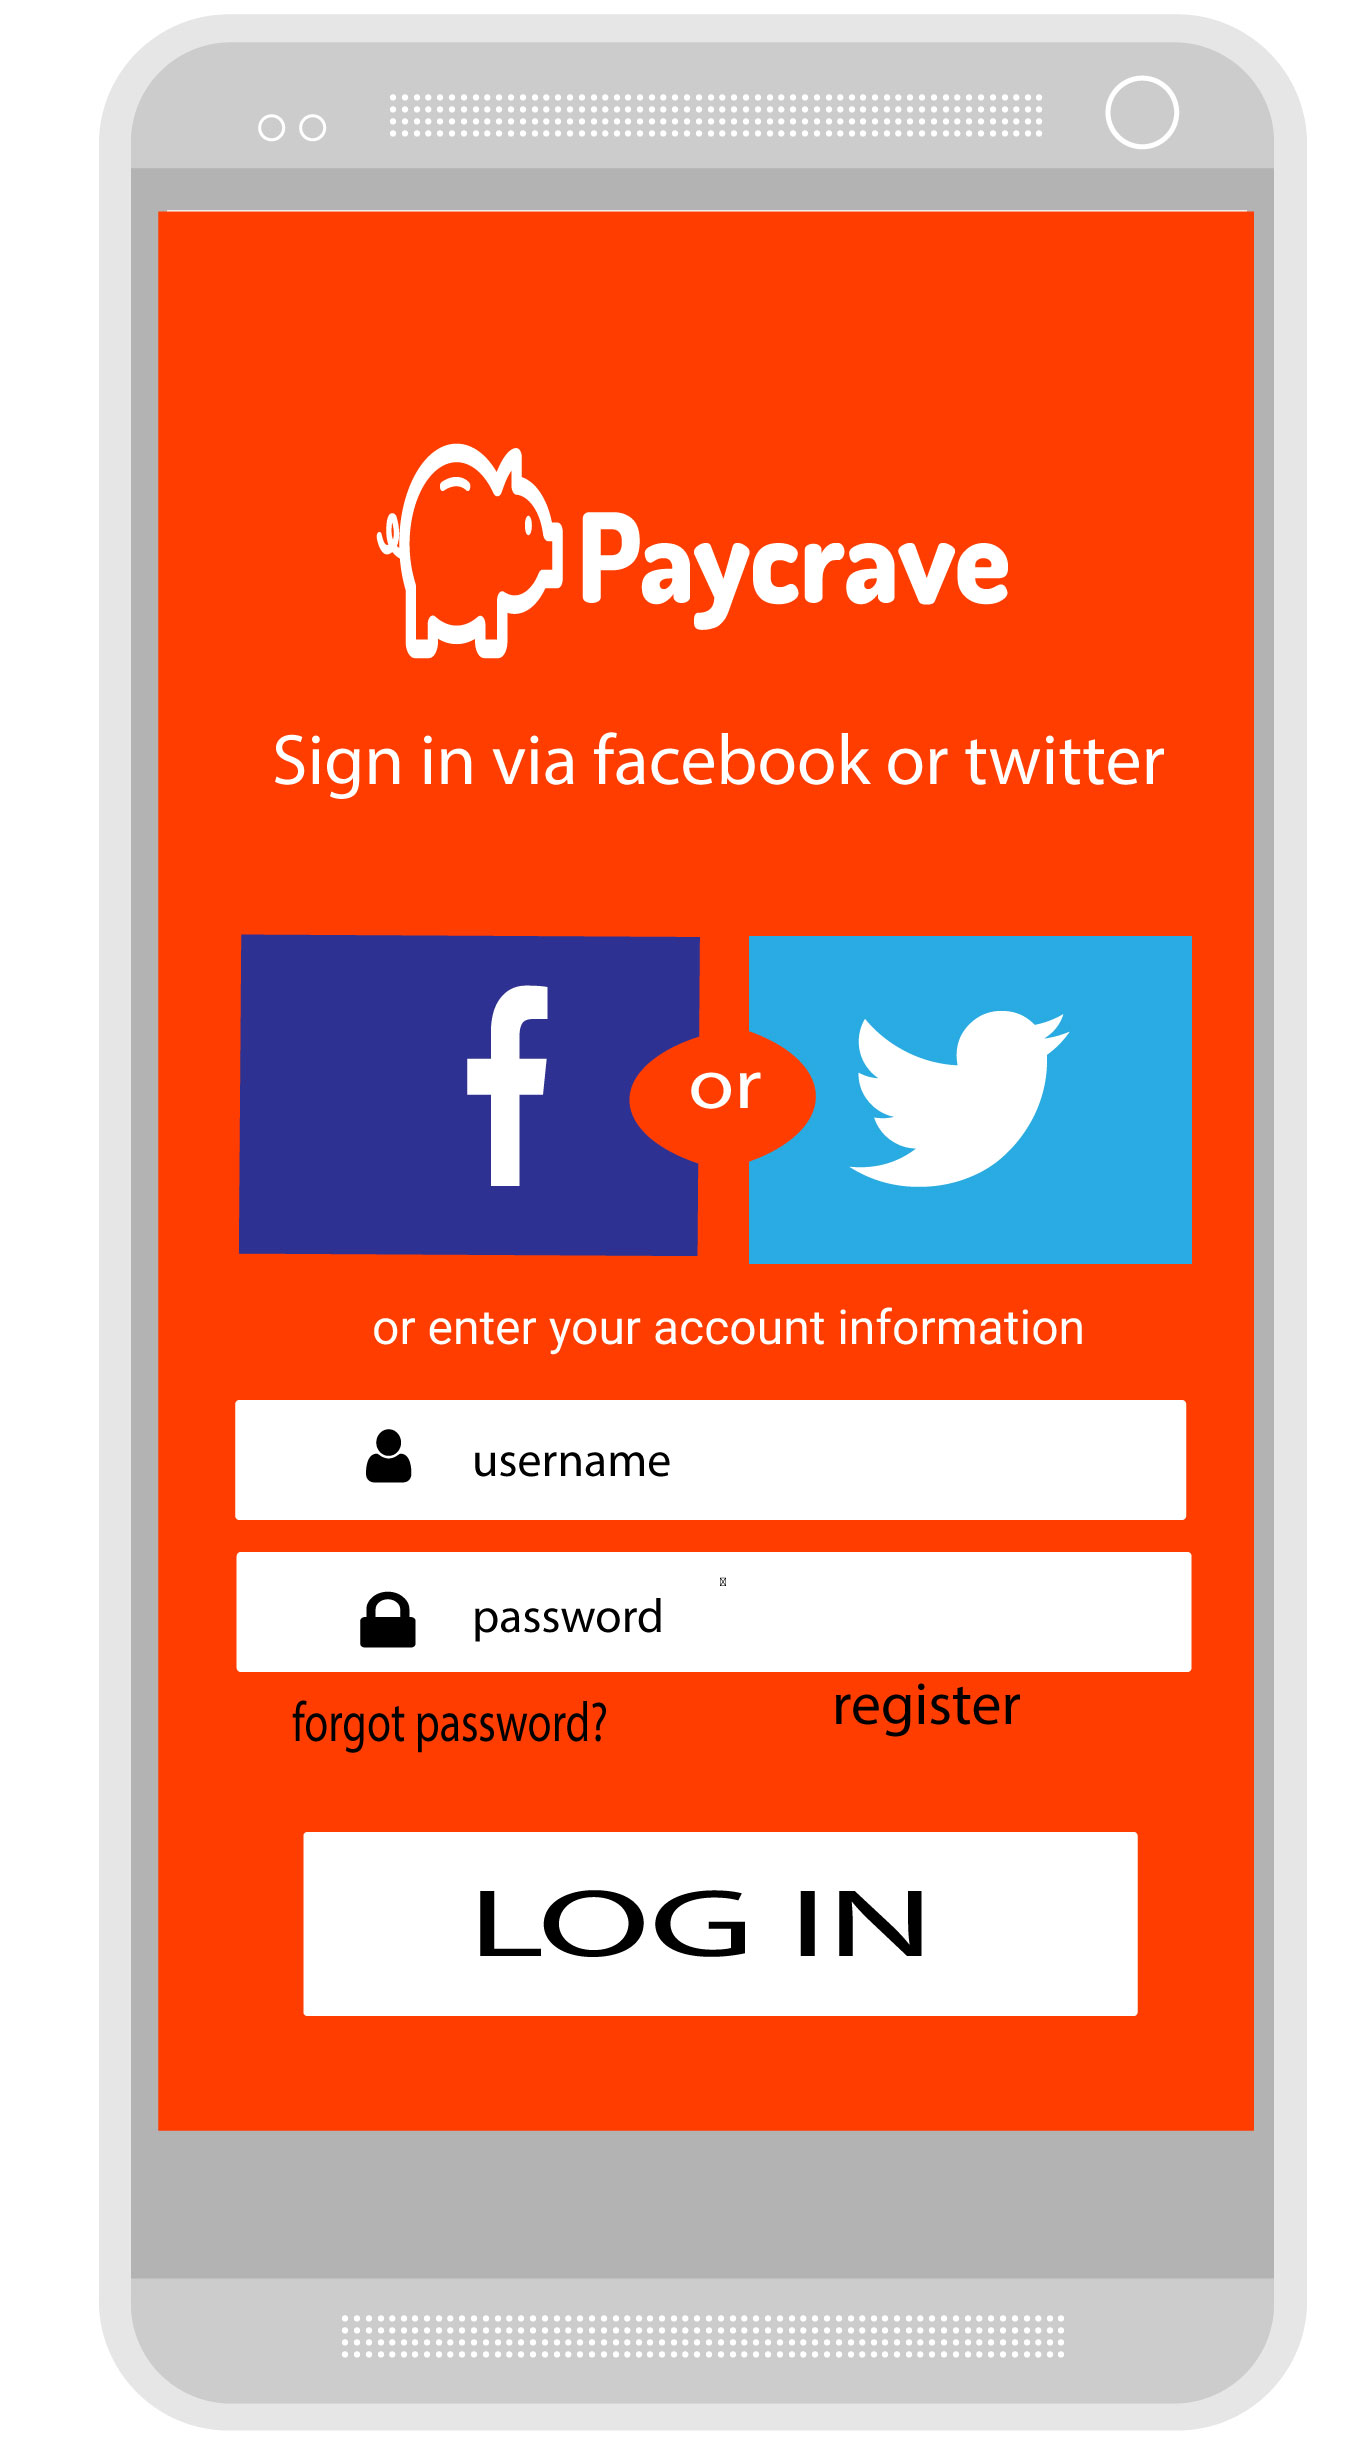 Paycrave
Sign in via facebook or twitter
f
or
or enter your account information
username
password
forgot password?
register
LOG IN